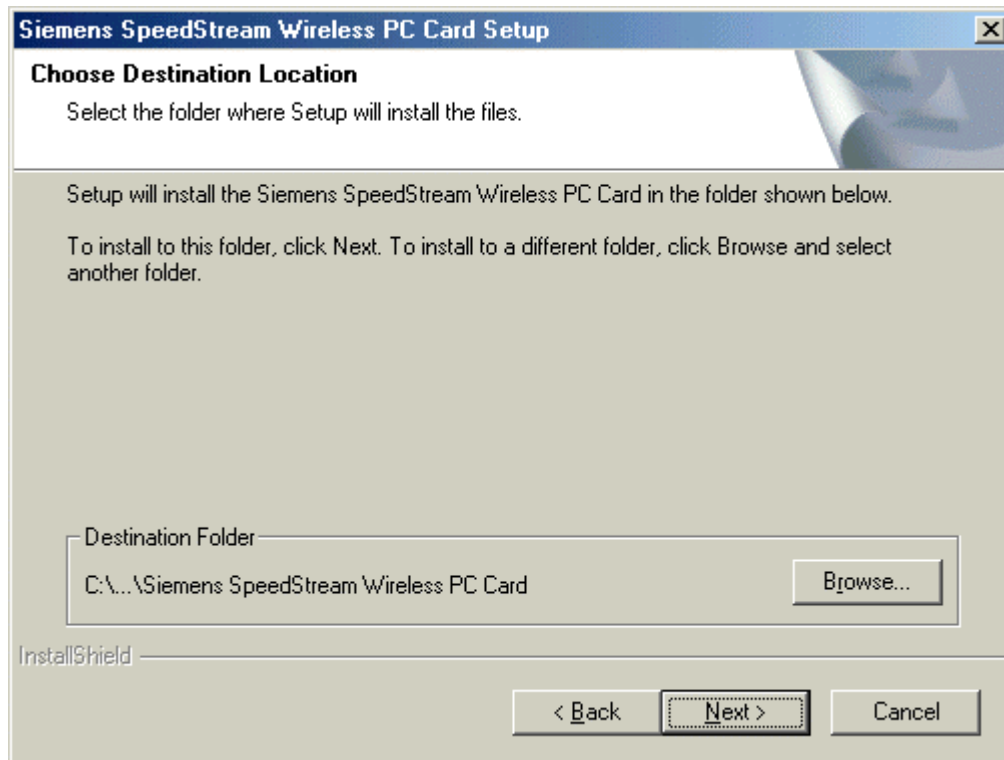 Siemens SpeedStream Wireless PC Card Setup
Choose Destination Location
Select the folder where Setup will install the files.
Setup will install the Siemens SpeedStream Wireless PC Card in the folder shown below.
To install to this folder, click Next. To install to a different folder, click Browse and select
another folder.
Destination Folder
C:\...\Siemens SpeedStream Wireless PC Card
Browse...
InstallShield
< Back
Next >
Cancel